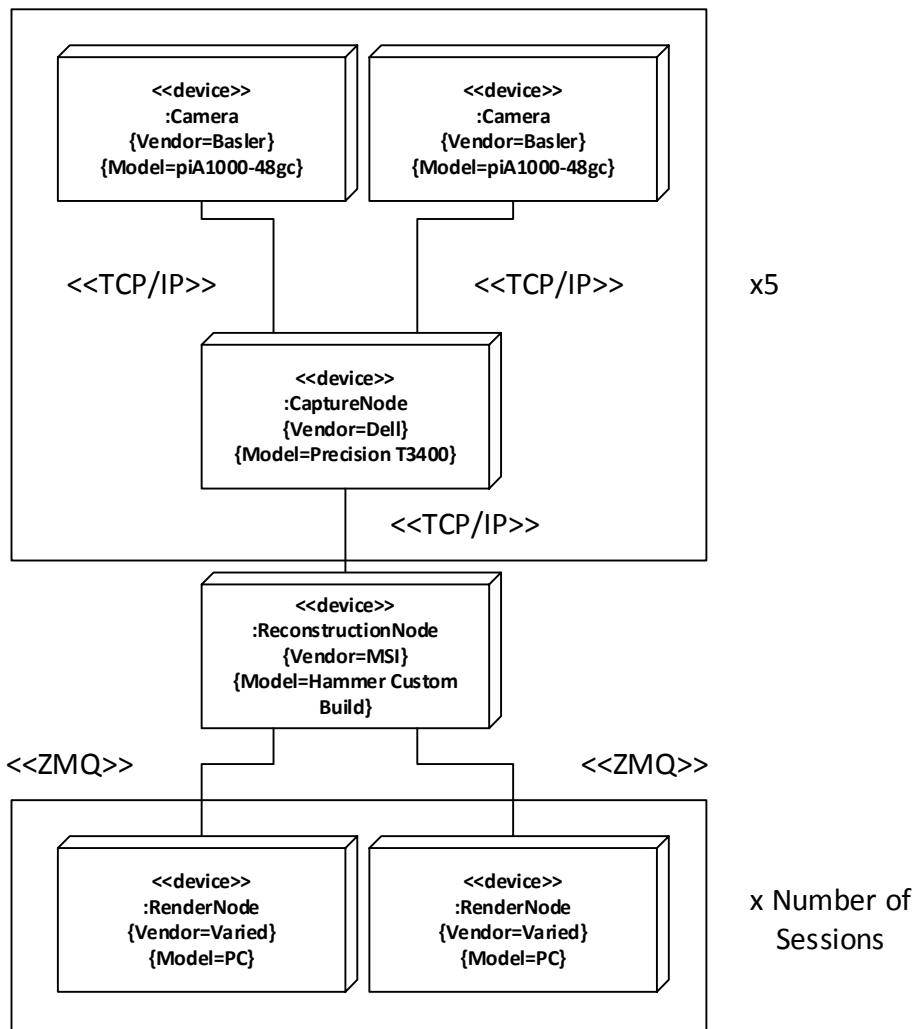 <<device>>
:Camera
{Vendor=Basler}
{Model=piA1000-48gc}
<<device>>
:Camera
{Vendor=Basler}
{Model=piA1000-48gc}
<<TCP/IP>>
<<TCP/IP>>
x5
<<device>>
:CaptureNode
{Vendor=Dell}
{Model=Precision T3400}
<<TCP/IP>>
<<device>>
:ReconstructionNode
{Vendor=MSI}
{Model=Hammer Custom
Build}
<<ZMQ>>
<<ZMQ>>
<<device>>
:RenderNode
{Vendor=Varied}
{Model=PC}
<<device>>
:RenderNode
{Vendor=Varied}
{Model=PC}
x Number of
Sessions